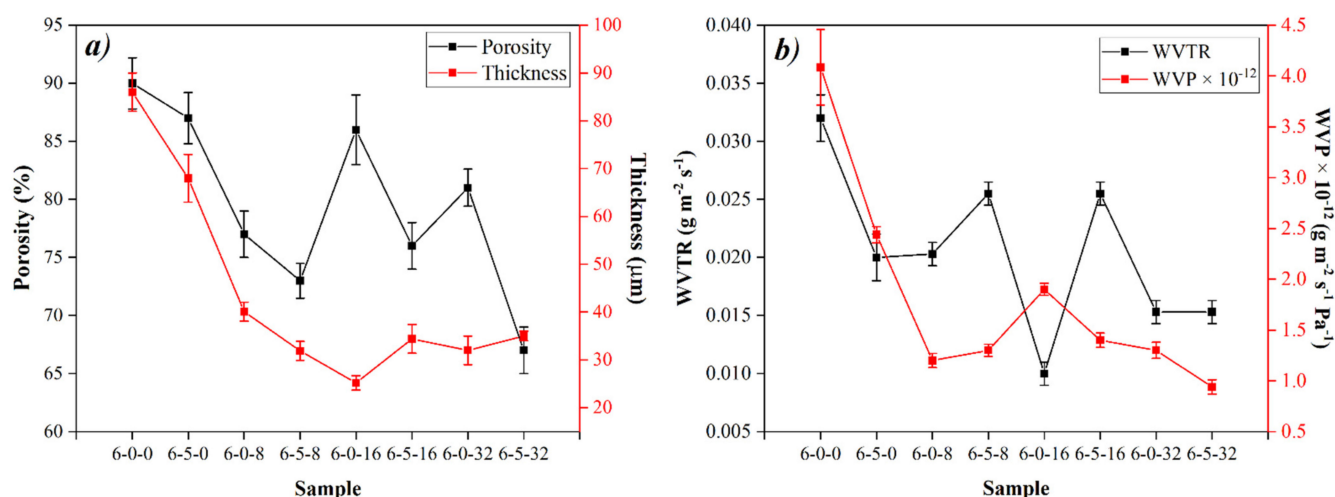 a)
Porosity
Thickness
95
90
85
80
75
70
65
60
Porosity (%)
100
90
80
70
60
50
40
30
20
Thickness (μm)
6-0-0 6-5-0 6-0-8 6-5-8 6-0-16 6-5-16 6-0-32 6-5-32
Sample
b)
WVTR
WVP × 10⁻¹²
0.040
0.035
0.030
0.025
0.020
0.015
0.010
0.005
WVTR (g m⁻² s⁻¹)
4.5
4.0
3.5
3.0
2.5
2.0
1.5
1.0
0.5
WVP × 10⁻¹² (g m⁻² s⁻¹ Pa⁻¹)
6-0-0 6-5-0 6-0-8 6-5-8 6-0-16 6-5-16 6-0-32 6-5-32
Sample